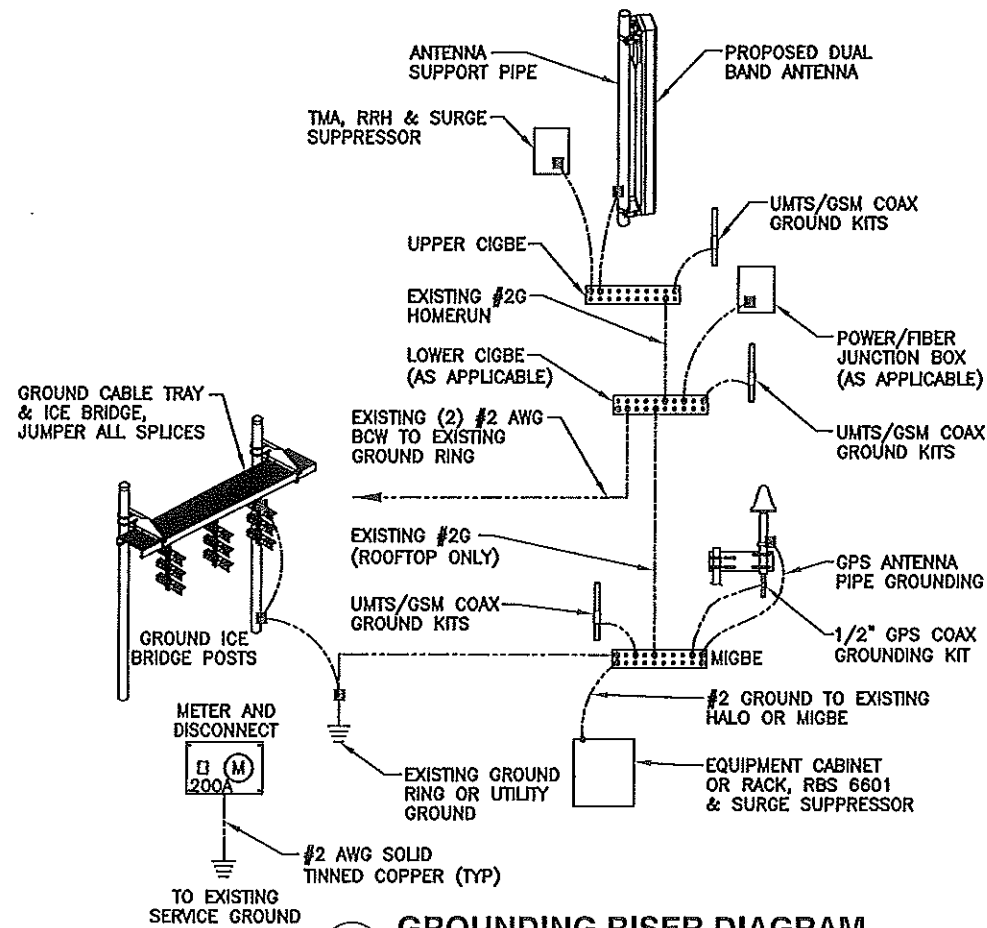 ANTENNA
SUPPORT PIPE
PROPOSED DUAL
BAND ANTENNA
TMA, RRH & SURGE
SUPPRESSOR
UMTS/GSM COAX
GROUND KITS
UPPER CIGBE
EXISTING #2G
HOMERUN
POWER/FIBER
JUNCTION BOX
(AS APPLICABLE)
LOWER CIGBE
(AS APPLICABLE)
GROUND CABLE TRAY
& ICE BRIDGE,
JUMPER ALL SPLICES
EXISTING (2) #2 AWG
BCW TO EXISTING
GROUND RING
UMTS/GSM COAX
GROUND KITS
EXISTING #2G
(ROOFTOP ONLY)
GPS ANTENNA
PIPE GROUNDING
UMTS/GSM COAX
GROUND KITS
1/2" GPS COAX
GROUNDING KIT
GROUND ICE
BRIDGE POSTS
MIGBE
#2 GROUND TO EXISTING
HALO OR MIGBE
METER AND
DISCONNECT
M
200A
EXISTING GROUND
RING OR UTILITY
GROUND
EQUIPMENT CABINET
OR RACK, RBS 6601
& SURGE SUPPRESSOR
#2 AWG SOLID
TINNED COPPER (TYP)
TO EXISTING
SERVICE GROUND
GROUNDING RISER DIAGRAM